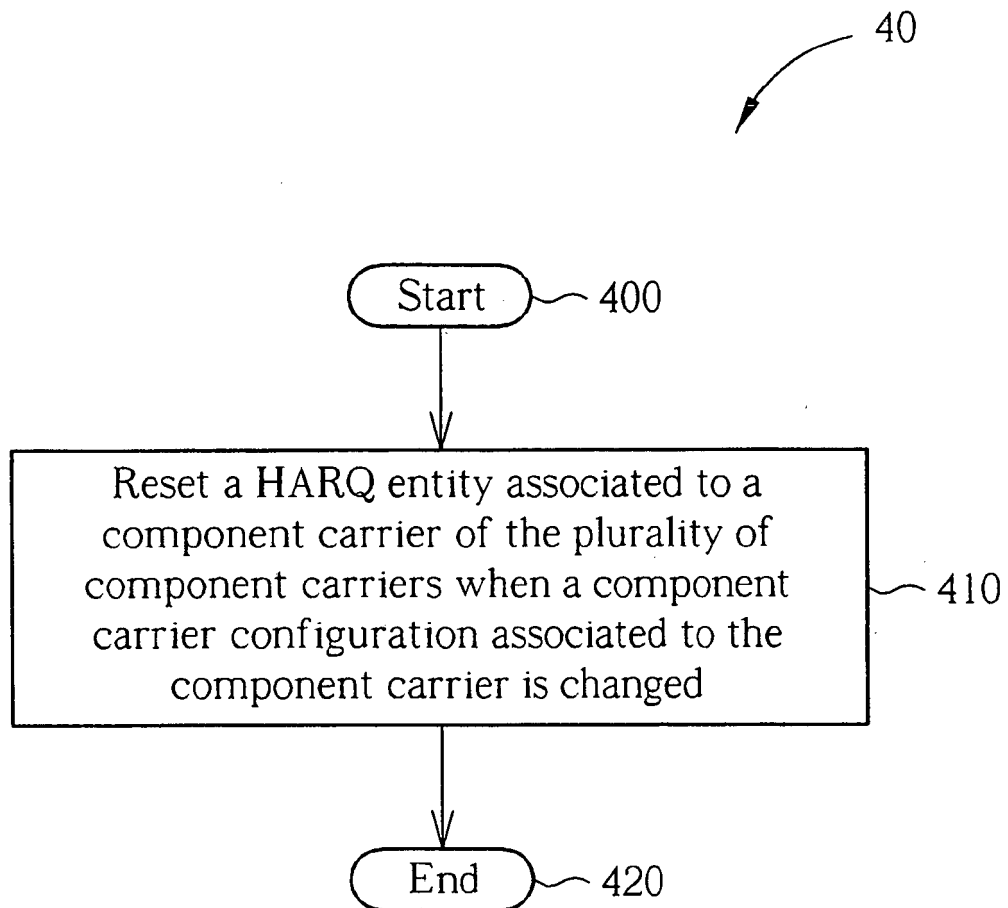 40
Start
400
Reset a HARQ entity associated to a
component carrier of the plurality of
component carriers when a component
carrier configuration associated to the
component carrier is changed
410
End
420